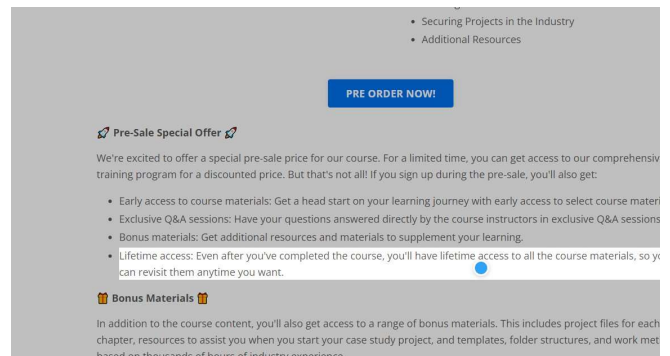 • Securing Projects in the Industry
• Additional Resources
PRE ORDER NOW!
🚀 Pre-Sale Special Offer 🚀
We're excited to offer a special pre-sale price for our course. For a limited time, you can get access to our comprehensiv
training program for a discounted price. But that's not all! If you sign up during the pre-sale, you'll also get:
• Early access to course materials: Get a head start on your learning journey with early access to select course materi
• Exclusive Q&A sessions: Have your questions answered directly by the course instructors in exclusive Q&A sessions
• Bonus materials: Get additional resources and materials to supplement your learning.
• Lifetime access: Even after you've completed the course, you'll have lifetime access to all the course materials, so yo
can revisit them anytime you want.
🎁 Bonus Materials 🎁
In addition to the course content, you'll also get access to a range of bonus materials. This includes project files for each
chapter, resources to assist you when you start your case study project, and templates, folder structures, and work met
based on thousands of hours of industry experience